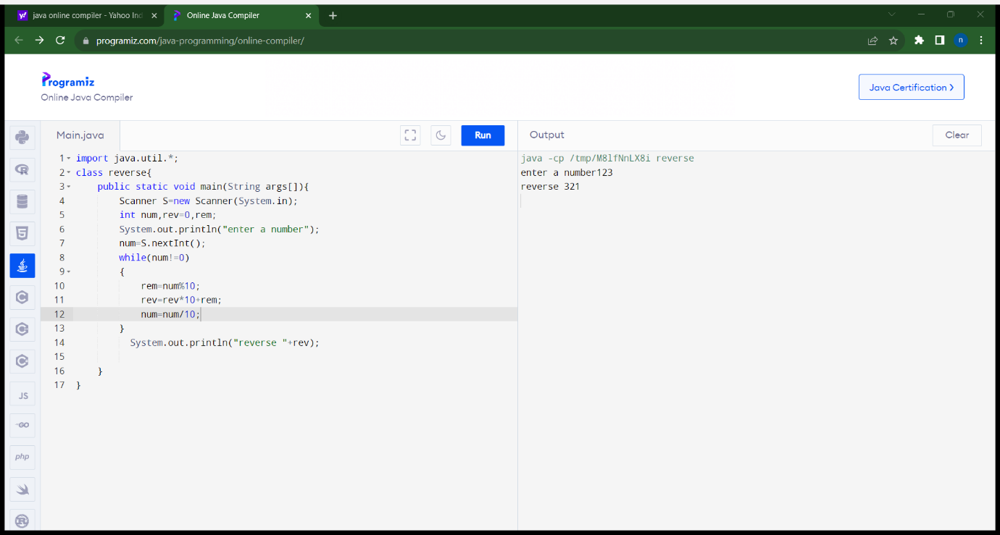 java online compiler - Yahoo Ind
Online Java Compiler
programiz.com/java-programming/online-compiler/
n
Programiz
Online Java Compiler
Java Certification >
Main.java
Run
Output
Clear
1 import java.util.*;
2 class reverse{
3 public static void main(String args[]){
4 Scanner S=new Scanner(System.in);
5 int num,rev=0,rem;
6 System.out.println("enter a number");
7 num=S.nextInt();
8 while(num!=0)
9 {
10 rem=num%10;
11 rev=rev*10+rem;
12 num=num/10;
13 }
14 System.out.println("reverse "+rev);
15
16 }
17 }
java -cp /tmp/M8lfNnLX8i reverse
enter a number123
reverse 321
JS
GO
php